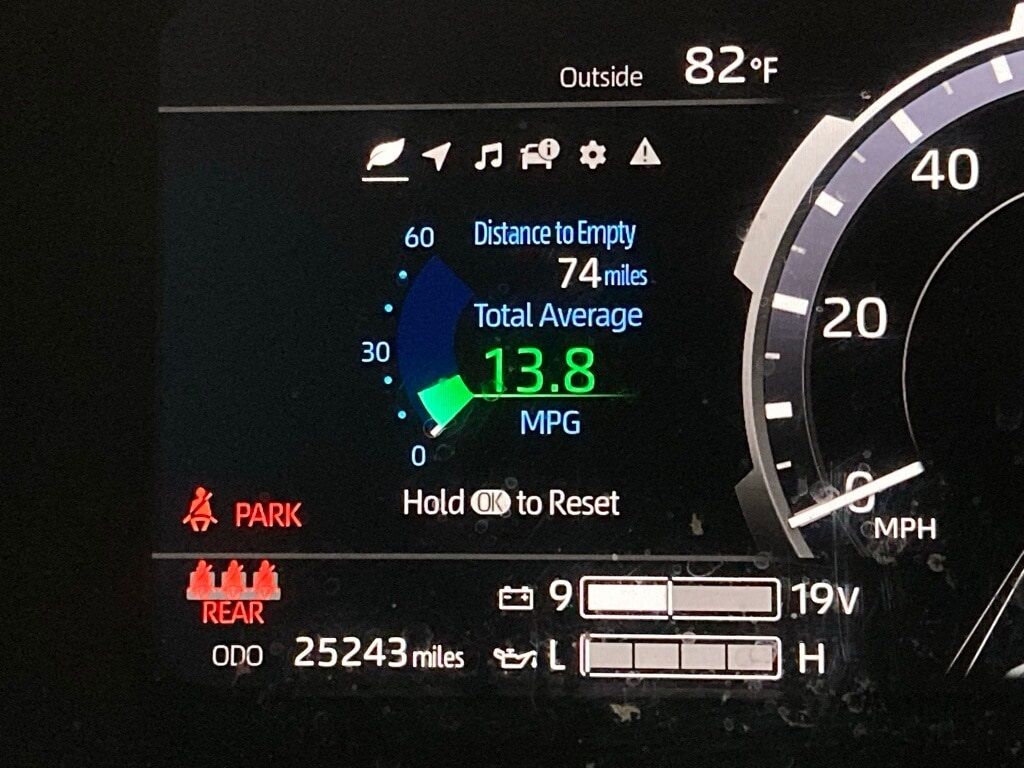 Outside 82°F
60
Distance to Empty
74 miles
Total Average
30
13.8
MPG
0
Hold OK to Reset
PARK
REAR
ODO 25243 miles
9 19V
L H
40
20
0
MPH